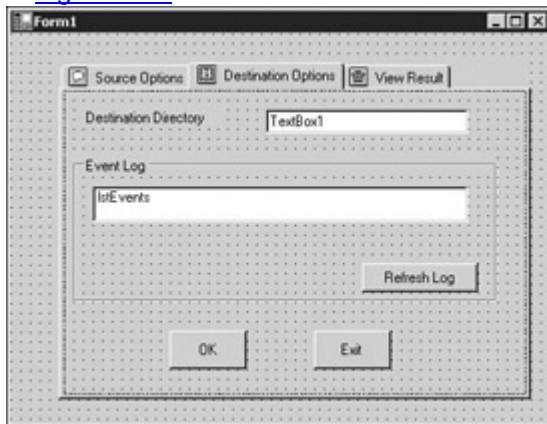 Form1
Source Options Destination Options View Result
Destination Directory TextBox1
Event Log
lstEvents
Refresh Log
OK Exit